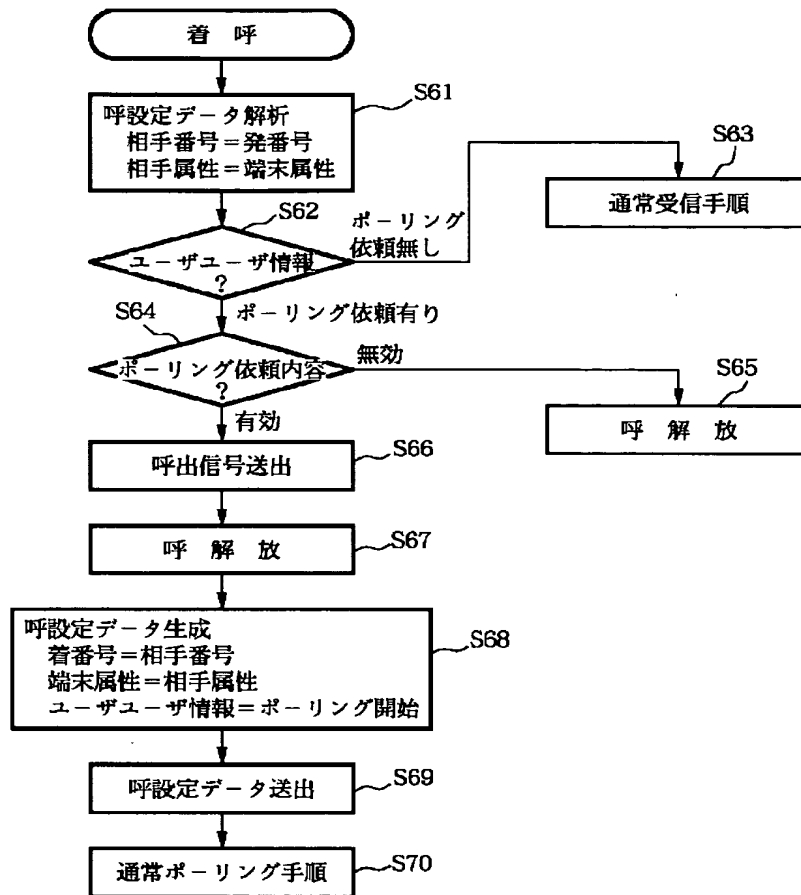 着　呼
S61
呼設定データ解析
相手番号＝発番号
相手属性＝端末属性
S62
ユーザユーザ情報
？
ポーリング
依頼無し
S63
通常受信手順
ポーリング依頼有り
S64
ポーリング依頼内容
？
無効
S65
呼　解　放
有効
S66
呼出信号送出
S67
呼　解　放
S68
呼設定データ生成
着番号＝相手番号
端末属性＝相手属性
ユーザユーザ情報＝ポーリング開始
S69
呼設定データ送出
S70
通常ポーリング手順